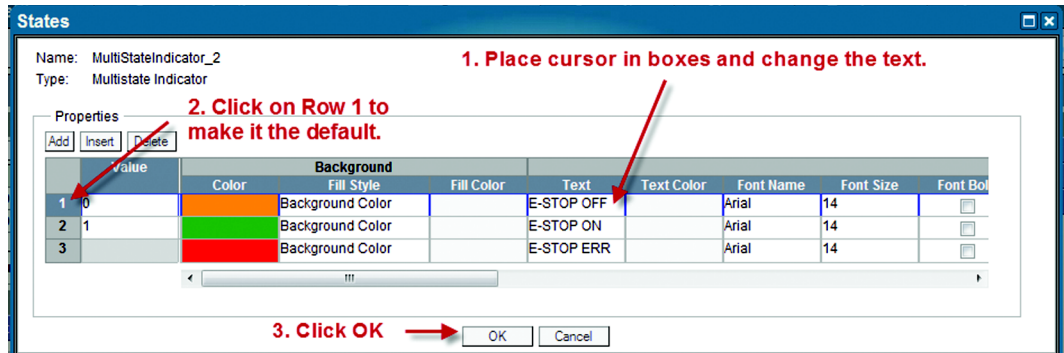 States
Name: MultiStateIndicator_2
Type: Multistate Indicator
1. Place cursor in boxes and change the text.
2. Click on Row 1 to
make it the default.
Properties
Add Insert Delete
Value Background
Color Fill Style Fill Color Text Text Color Font Name Font Size Font Bol
1 0 Background Color E-STOP OFF Arial 14
2 1 Background Color E-STOP ON Arial 14
3 Background Color E-STOP ERR Arial 14
3. Click OK
OK Cancel